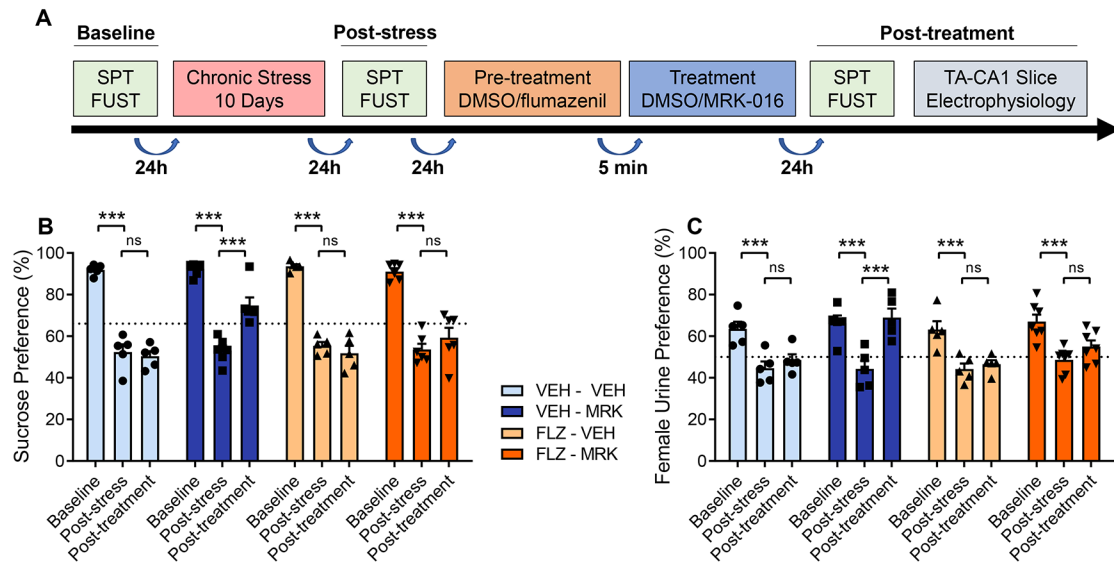 A
Baseline
Post-stress
Post-treatment
SPT
FUST
Chronic Stress
10 Days
SPT
FUST
Pre-treatment
DMSO/flumazenil
Treatment
DMSO/MRK-016
SPT
FUST
TA-CA1 Slice
Electrophysiology
24h
24h
24h
5 min
24h
B
Sucrose Preference (%)
100
80
60
40
20
0
***
ns
***
***
***
ns
***
ns
Baseline
Post-stress
Post-treatment
Baseline
Post-stress
Post-treatment
Baseline
Post-stress
Post-treatment
Baseline
Post-stress
Post-treatment
VEH - VEH
VEH - MRK
FLZ - VEH
FLZ - MRK
C
Female Urine Preference (%)
100
80
60
40
20
0
***
ns
***
***
***
ns
***
ns
Baseline
Post-stress
Post-treatment
Baseline
Post-stress
Post-treatment
Baseline
Post-stress
Post-treatment
Baseline
Post-stress
Post-treatment